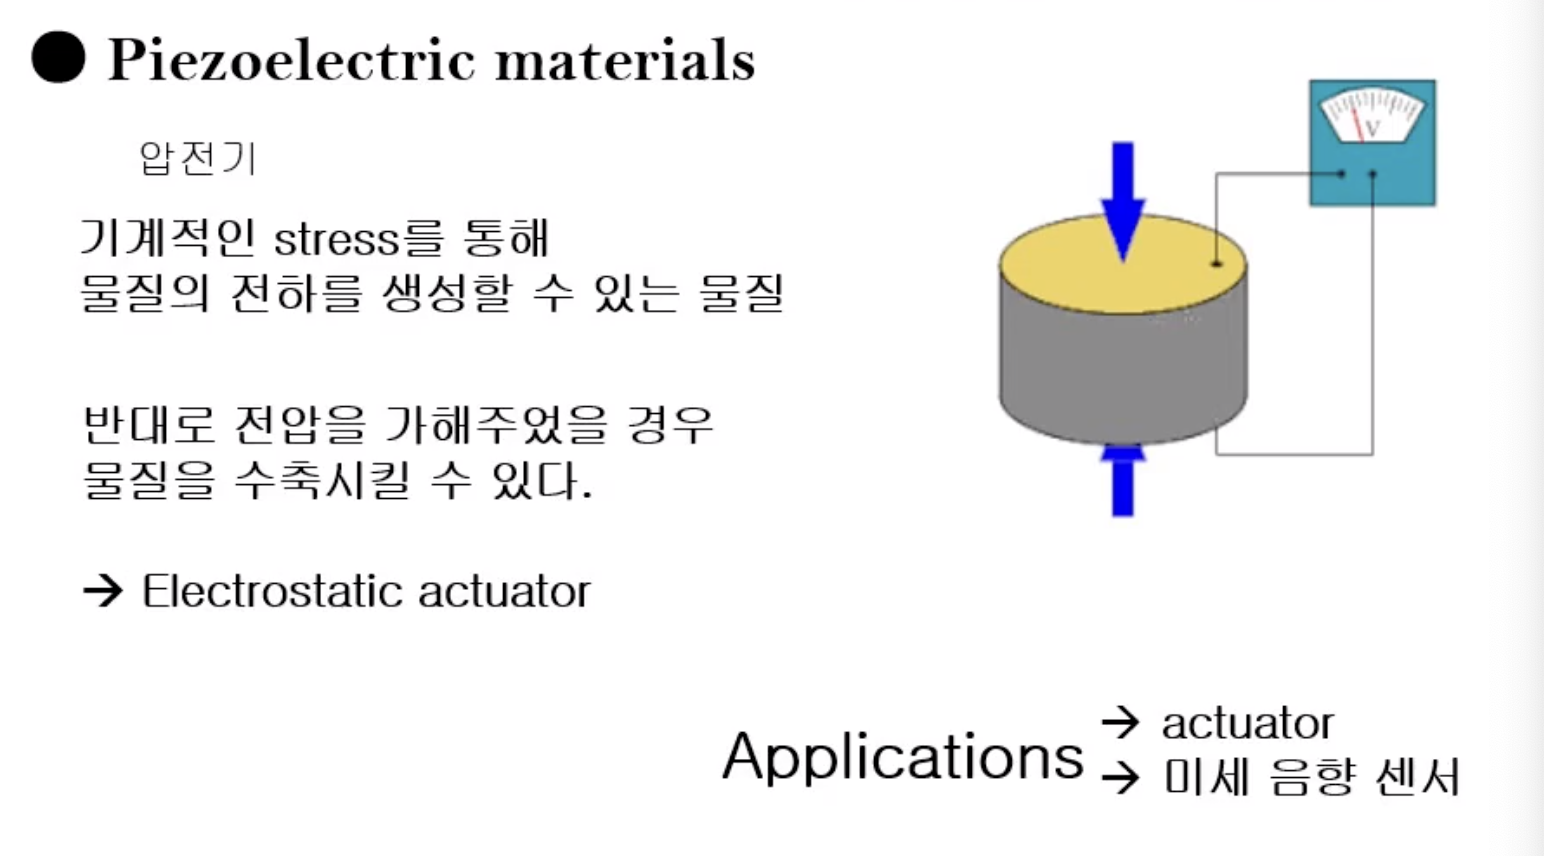 ● Piezoelectric materials
압전기
기계적인 stress를 통해
물질의 전하를 생성할 수 있는 물질
반대로 전압을 가해주었을 경우
물질을 수축시킬 수 있다.
→ Electrostatic actuator
V
Applications
→ actuator
→ 미세 음향 센서